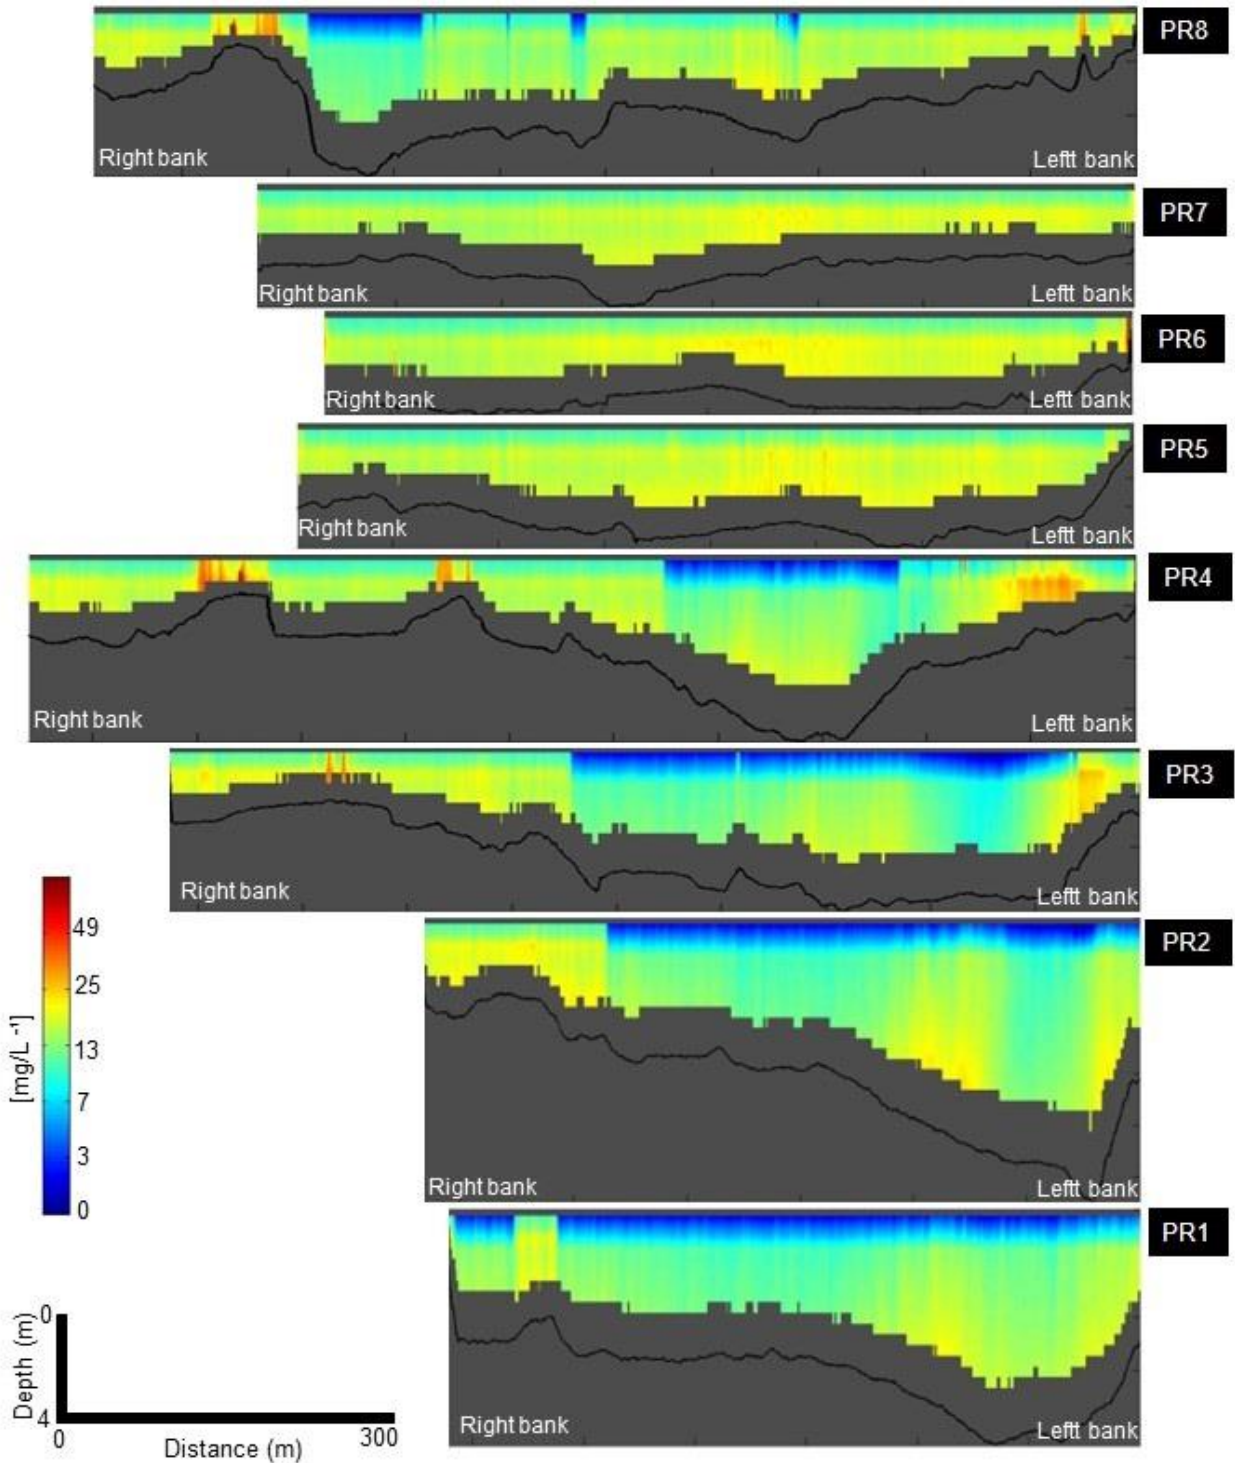 PR8
Right bank Leftt bank
PR7
Right bank Leftt bank
PR6
Right bank Leftt bank
PR5
Right bank Leftt bank
PR4
Right bank Leftt bank
PR3
Right bank Leftt bank
PR2
Right bank Leftt bank
PR1
Right bank Leftt bank
[mg/L -1]
49
25
13
7
3
0
Depth (m)
0
4
0 300
Distance (m)